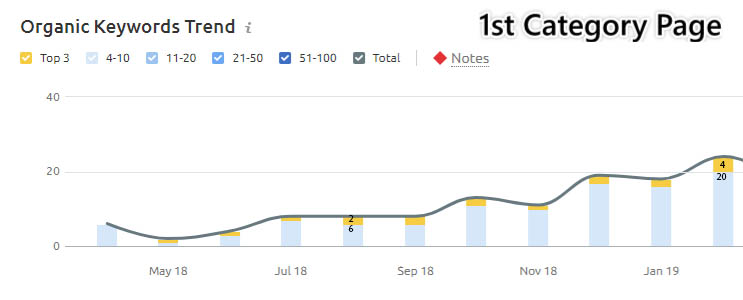 Organic Keywords Trend i
1st Category Page
Top 3 4-10 11-20 21-50 51-100 Total Notes
40
20
0
2
6
4
20
May 18 Jul 18 Sep 18 Nov 18 Jan 19